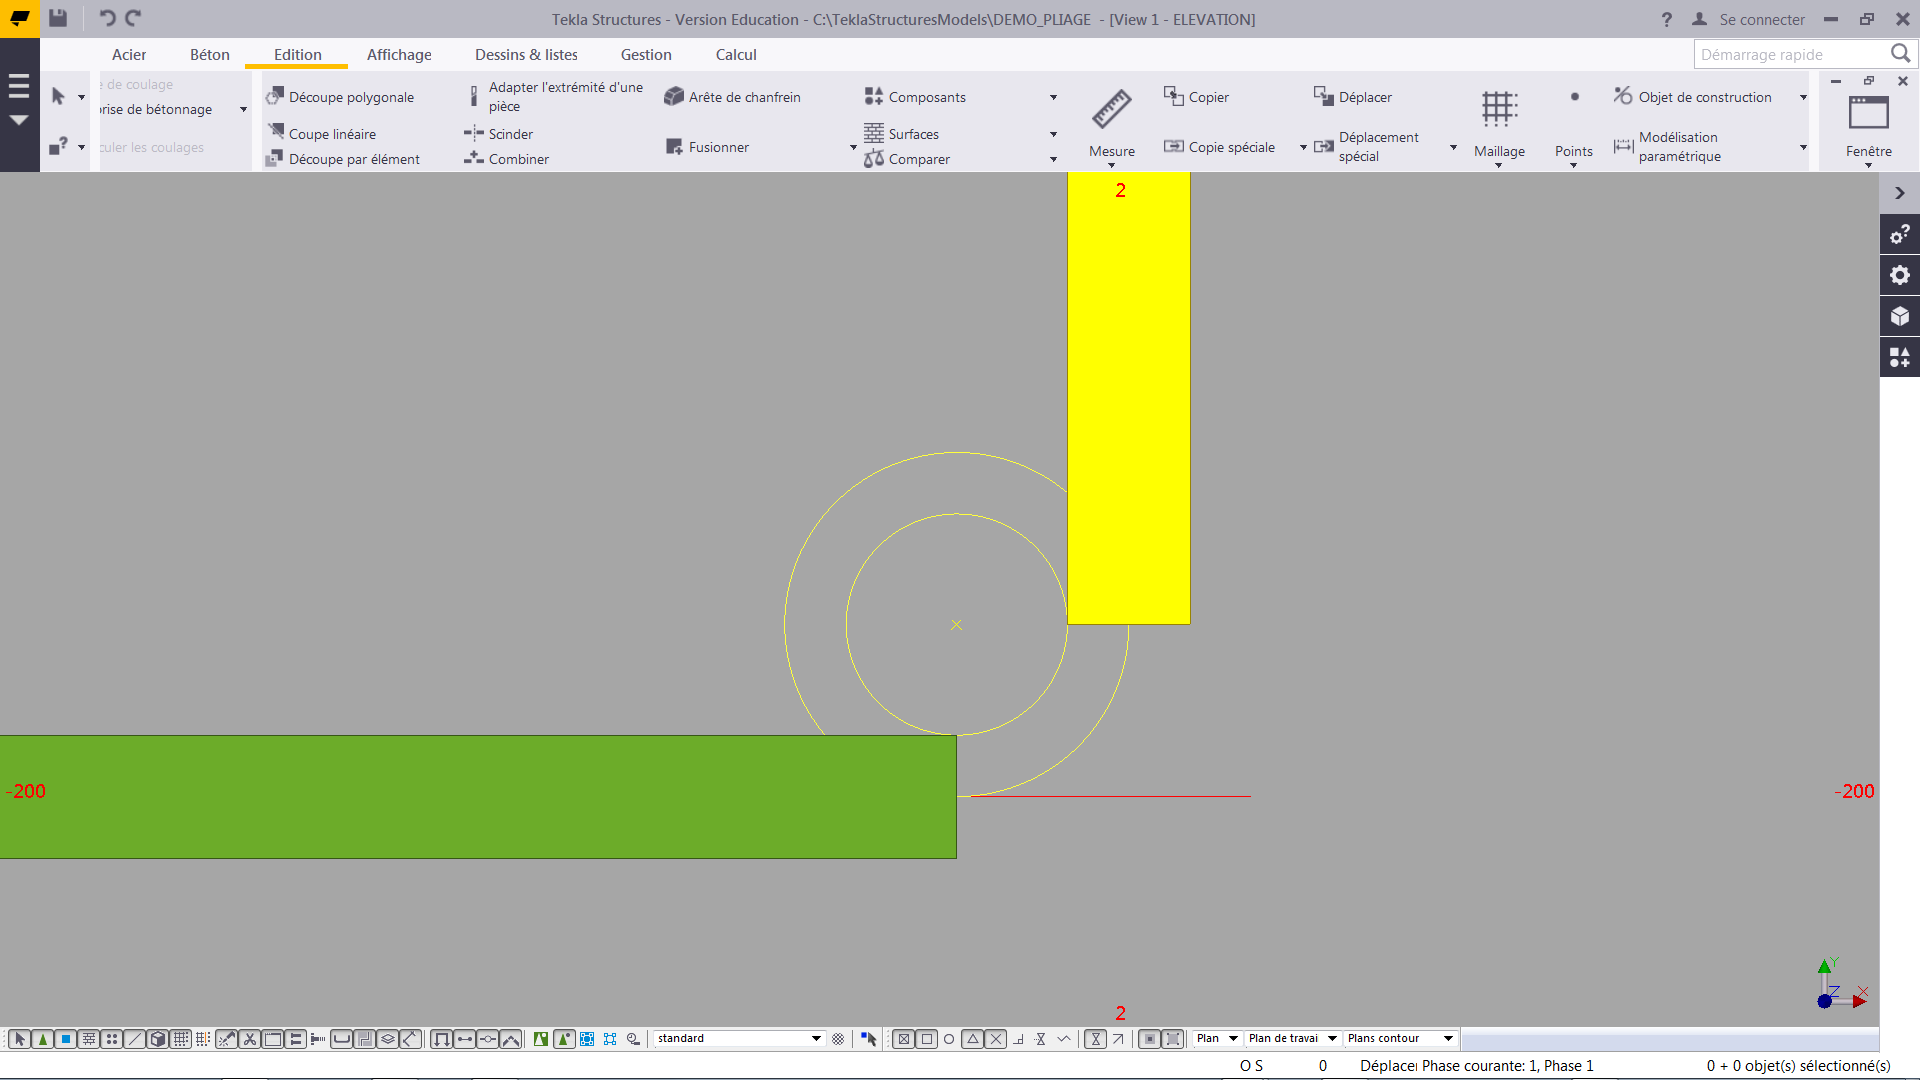 Tekla Structures - Version Education - C:\TeklaStructuresModels\DEMO_PLIAGE - [View 1 - ELEVATION]
? Se connecter
Acier Béton Edition Affichage Dessins & listes Gestion Calcul
Démarrage rapide
e de coulage
prise de bétonnage
culer les coulages
Découpe polygonale
Coupe linéaire
Découpe par élément
Adapter l'extrémité d'une
pièce
Scinder
Combiner
Arête de chanfrein
Fusionner
Composants
Surfaces
Comparer
Mesure
Copier
Copie spéciale
Déplacer
Déplacement
spécial
Maillage
Points
Objet de construction
Modélisation
paramétrique
Fenêtre
2
-200
-200
Y
Z X
2
standard
Plan Plan de travai Plans contour
O S 0 Déplacer Phase courante: 1, Phase 1 0 + 0 objet(s) sélectionné(s)